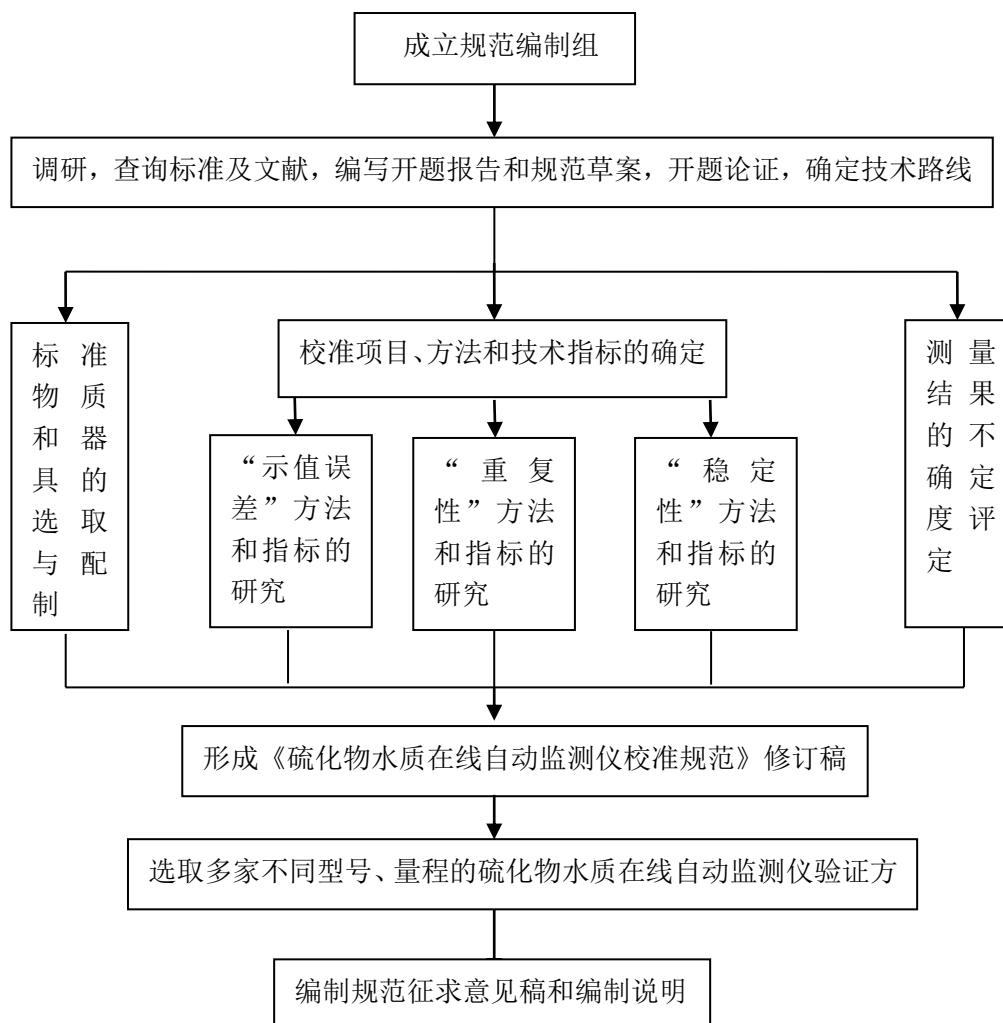 成立规范编制组
调研，查询标准及文献，编写开题报告和规范草案，开题论证，确定技术路线
标准
物质
和器
具的
选取
与配
制
校准项目、方法和技术指标的确定
“示值误
差”方法
和指标的
研究
“重复
性”方法
和指标的
研究
“稳定
性”方法
和指标的
研究
测量
结果
的不
确定
度评
定
形成《硫化物水质在线自动监测仪校准规范》修订稿
选取多家不同型号、量程的硫化物水质在线自动监测仪验证方
编制规范征求意见稿和编制说明